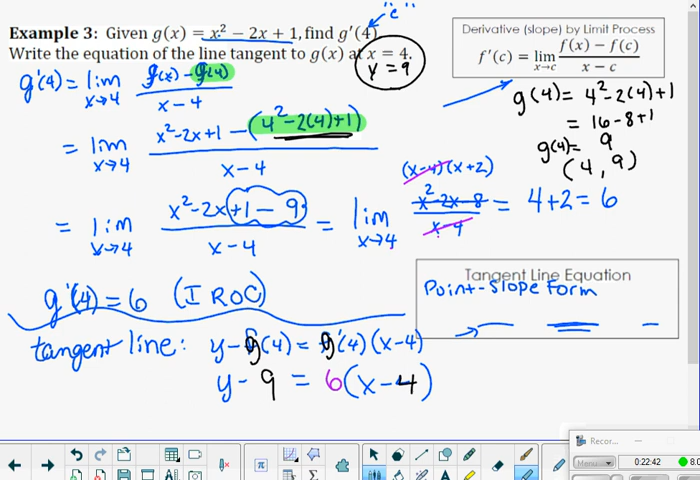 "c"
Example 3: Given g(x) = x² − 2x + 1, find g′(4).
Write the equation of the line tangent to g(x) at x = 4.
y = 9
Derivative (slope) by Limit Process
f′(c) = lim x→c (f(x) − f(c)) / (x − c)
g'(4) = lim x→4 (g(x) - g(4)) / (x - 4)
g(4) = 4² - 2(4) + 1
= 16 - 8 + 1
g(4) = 9
(4, 9)
= lim x→4 (x² - 2x + 1 - (4² - 2(4) + 1)) / (x - 4)
(x-4)(x+2)
= lim x→4 (x² - 2x + 1 - 9) / (x - 4) = lim x→4 (x² - 2x - 8) / (x - 4) = 4 + 2 = 6
g'(4) = 6 (I ROC)
Tangent Line Equation
Point-Slope Form
tangent line: y - g(4) = g'(4)(x - 4)
y - 9 = 6(x - 4)
Recor...
Menu
0:22:42
8.0